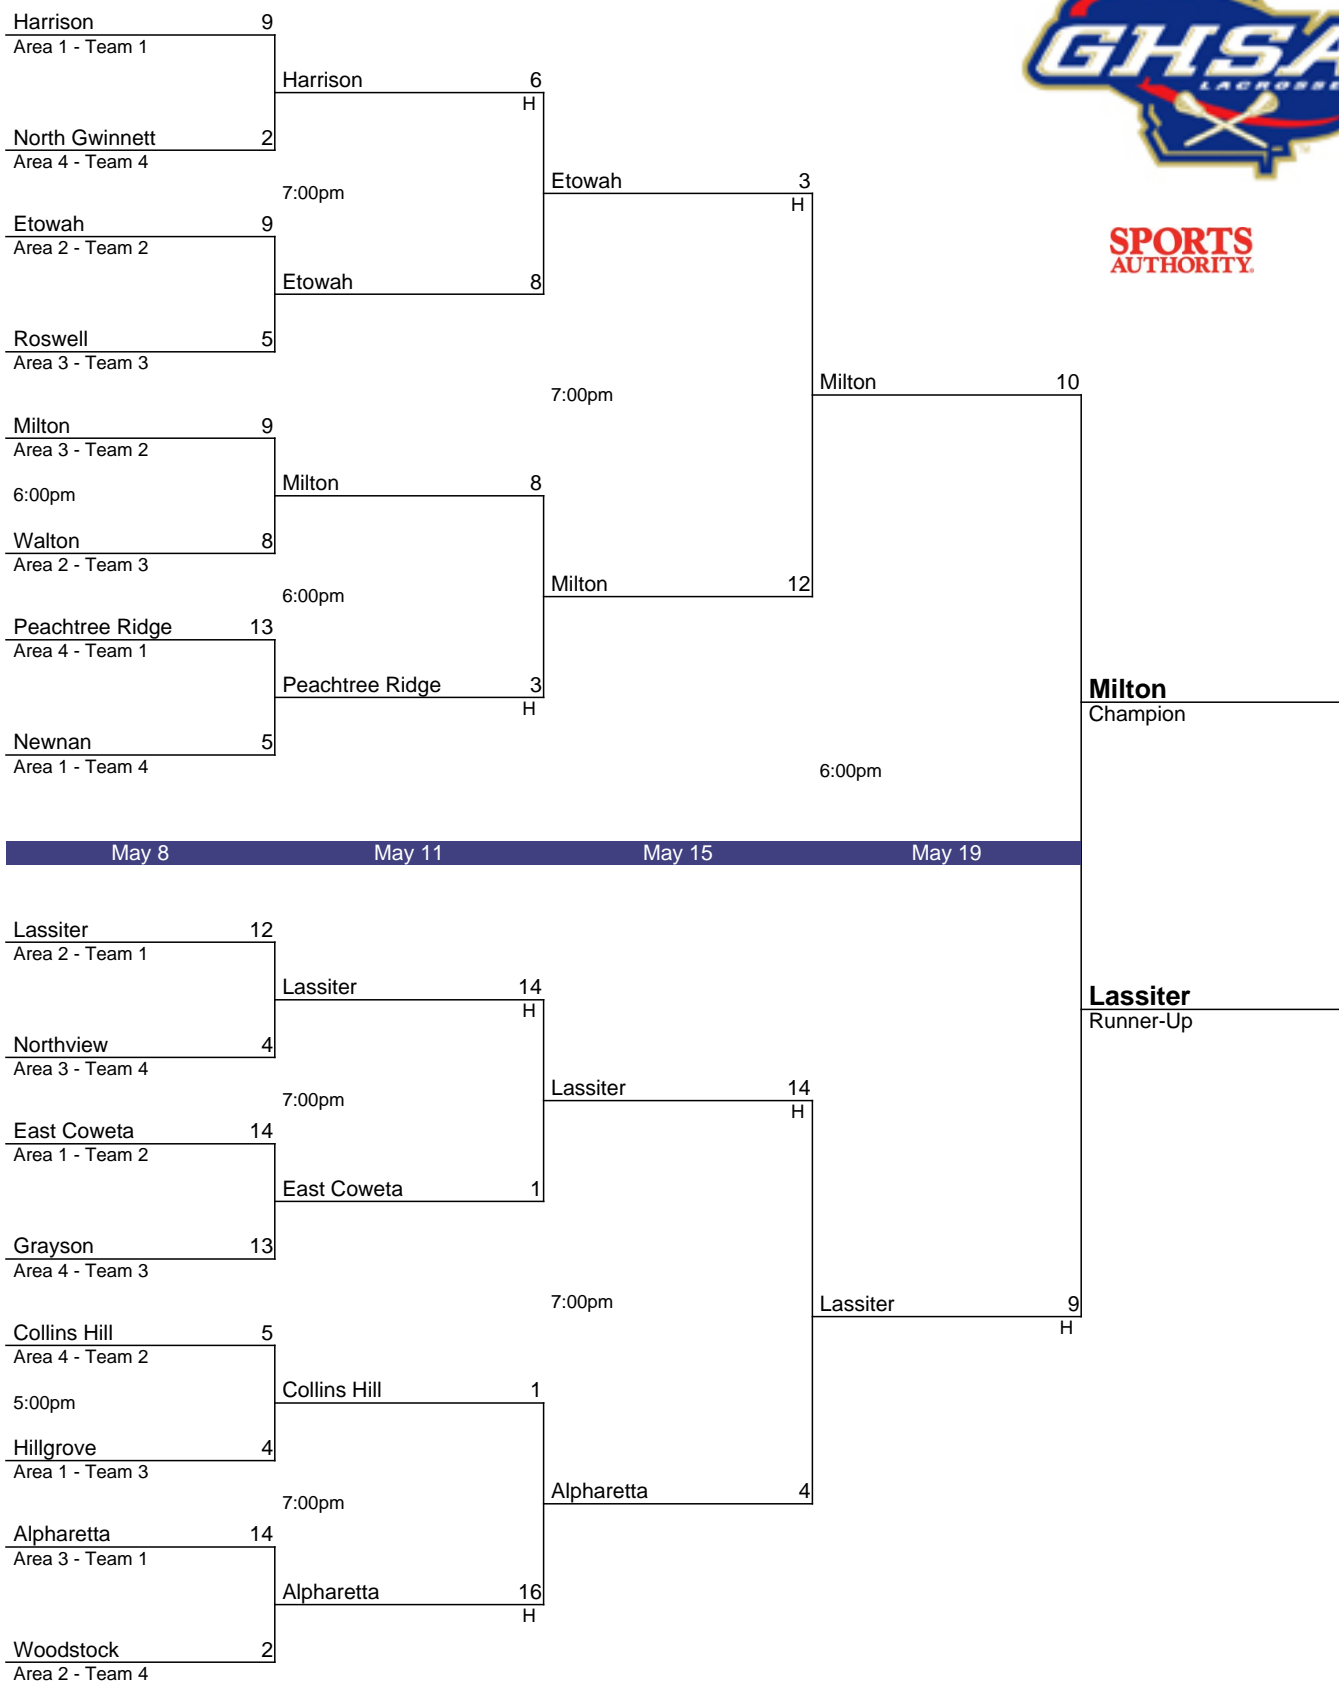 Harrison 9
Area 1 - Team 1
Harrison 6
H
North Gwinnett 2
Area 4 - Team 4
7:00pm
Etowah 3
H
Etowah 9
Area 2 - Team 2
Etowah 8
Roswell 5
Area 3 - Team 3
7:00pm
Milton 10
Milton 9
Area 3 - Team 2
6:00pm
Milton 8
Walton 8
Area 2 - Team 3
6:00pm
Milton 12
Peachtree Ridge 13
Area 4 - Team 1
Peachtree Ridge 3
H
Newnan 5
Area 1 - Team 4
6:00pm
Milton
Champion
GHSA
LACROSSE
SPORTS
AUTHORITY.
May 8 May 11 May 15 May 19
Lassiter 12
Area 2 - Team 1
Lassiter 14
H
Northview 4
Area 3 - Team 4
7:00pm
Lassiter 14
H
East Coweta 14
Area 1 - Team 2
East Coweta 1
Grayson 13
Area 4 - Team 3
7:00pm
Lassiter 9
H
Collins Hill 5
Area 4 - Team 2
5:00pm
Collins Hill 1
Hillgrove 4
Area 1 - Team 3
7:00pm
Alpharetta 4
Alpharetta 14
Area 3 - Team 1
Alpharetta 16
H
Woodstock 2
Area 2 - Team 4
Lassiter
Runner-Up